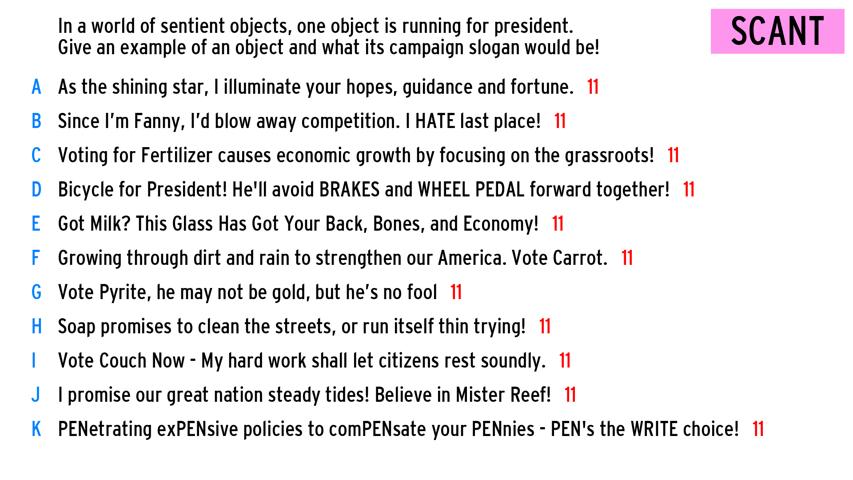 In a world of sentient objects, one object is running for president.
Give an example of an object and what its campaign slogan would be!
SCANT
A As the shining star, I illuminate your hopes, guidance and fortune. 11
B Since I'm Fanny, I'd blow away competition. I HATE last place! 11
C Voting for Fertilizer causes economic growth by focusing on the grassroots! 11
D Bicycle for President! He'll avoid BRAKES and WHEEL PEDAL forward together! 11
E Got Milk? This Glass Has Got Your Back, Bones, and Economy! 11
F Growing through dirt and rain to strengthen our America. Vote Carrot. 11
G Vote Pyrite, he may not be gold, but he's no fool 11
H Soap promises to clean the streets, or run itself thin trying! 11
I Vote Couch Now - My hard work shall let citizens rest soundly. 11
J I promise our great nation steady tides! Believe in Mister Reef! 11
K PENetrating exPENsive policies to comPENsate your PENnies - PEN's the WRITE choice! 11